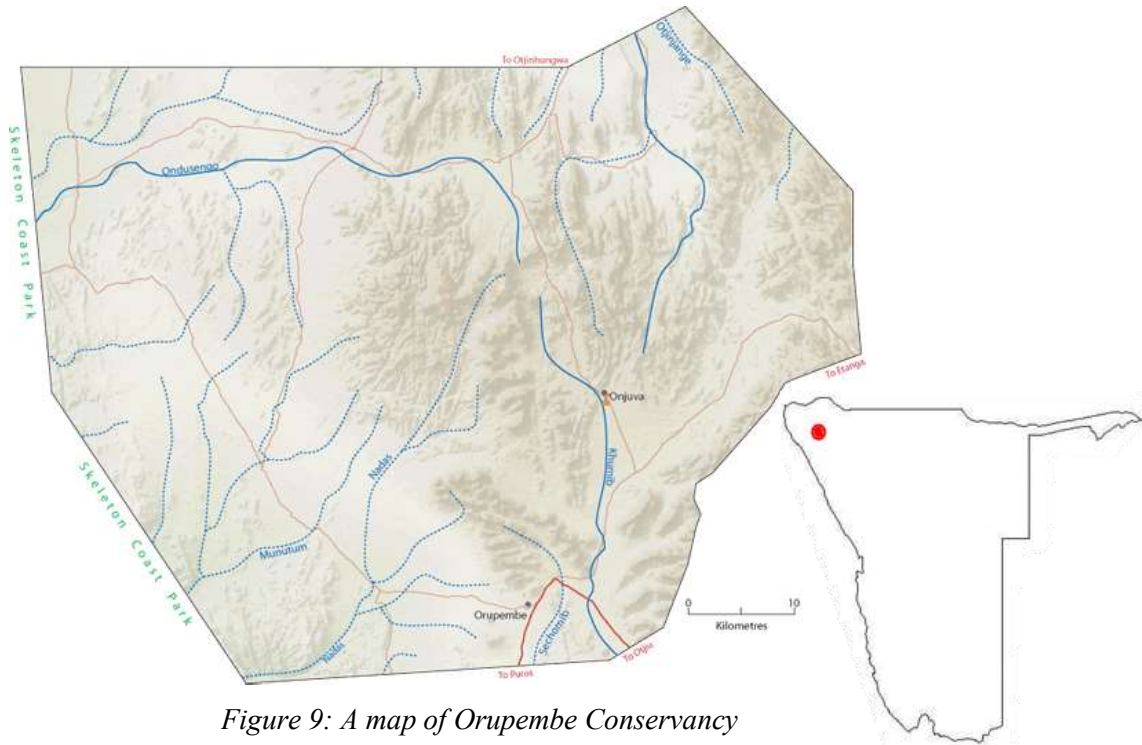 To Otjinhungwa
Otjinjange
Skeleton Coast Park
Ondusengo
To Etanga
Onjuva
Nadas
Khumib
Skeleton Coast Park
Munutum
Orupembe
Sechomib
0 10
Kilometres
Nadas
To Puros
To Otjiu
Figure 9: A map of Orupembe Conservancy